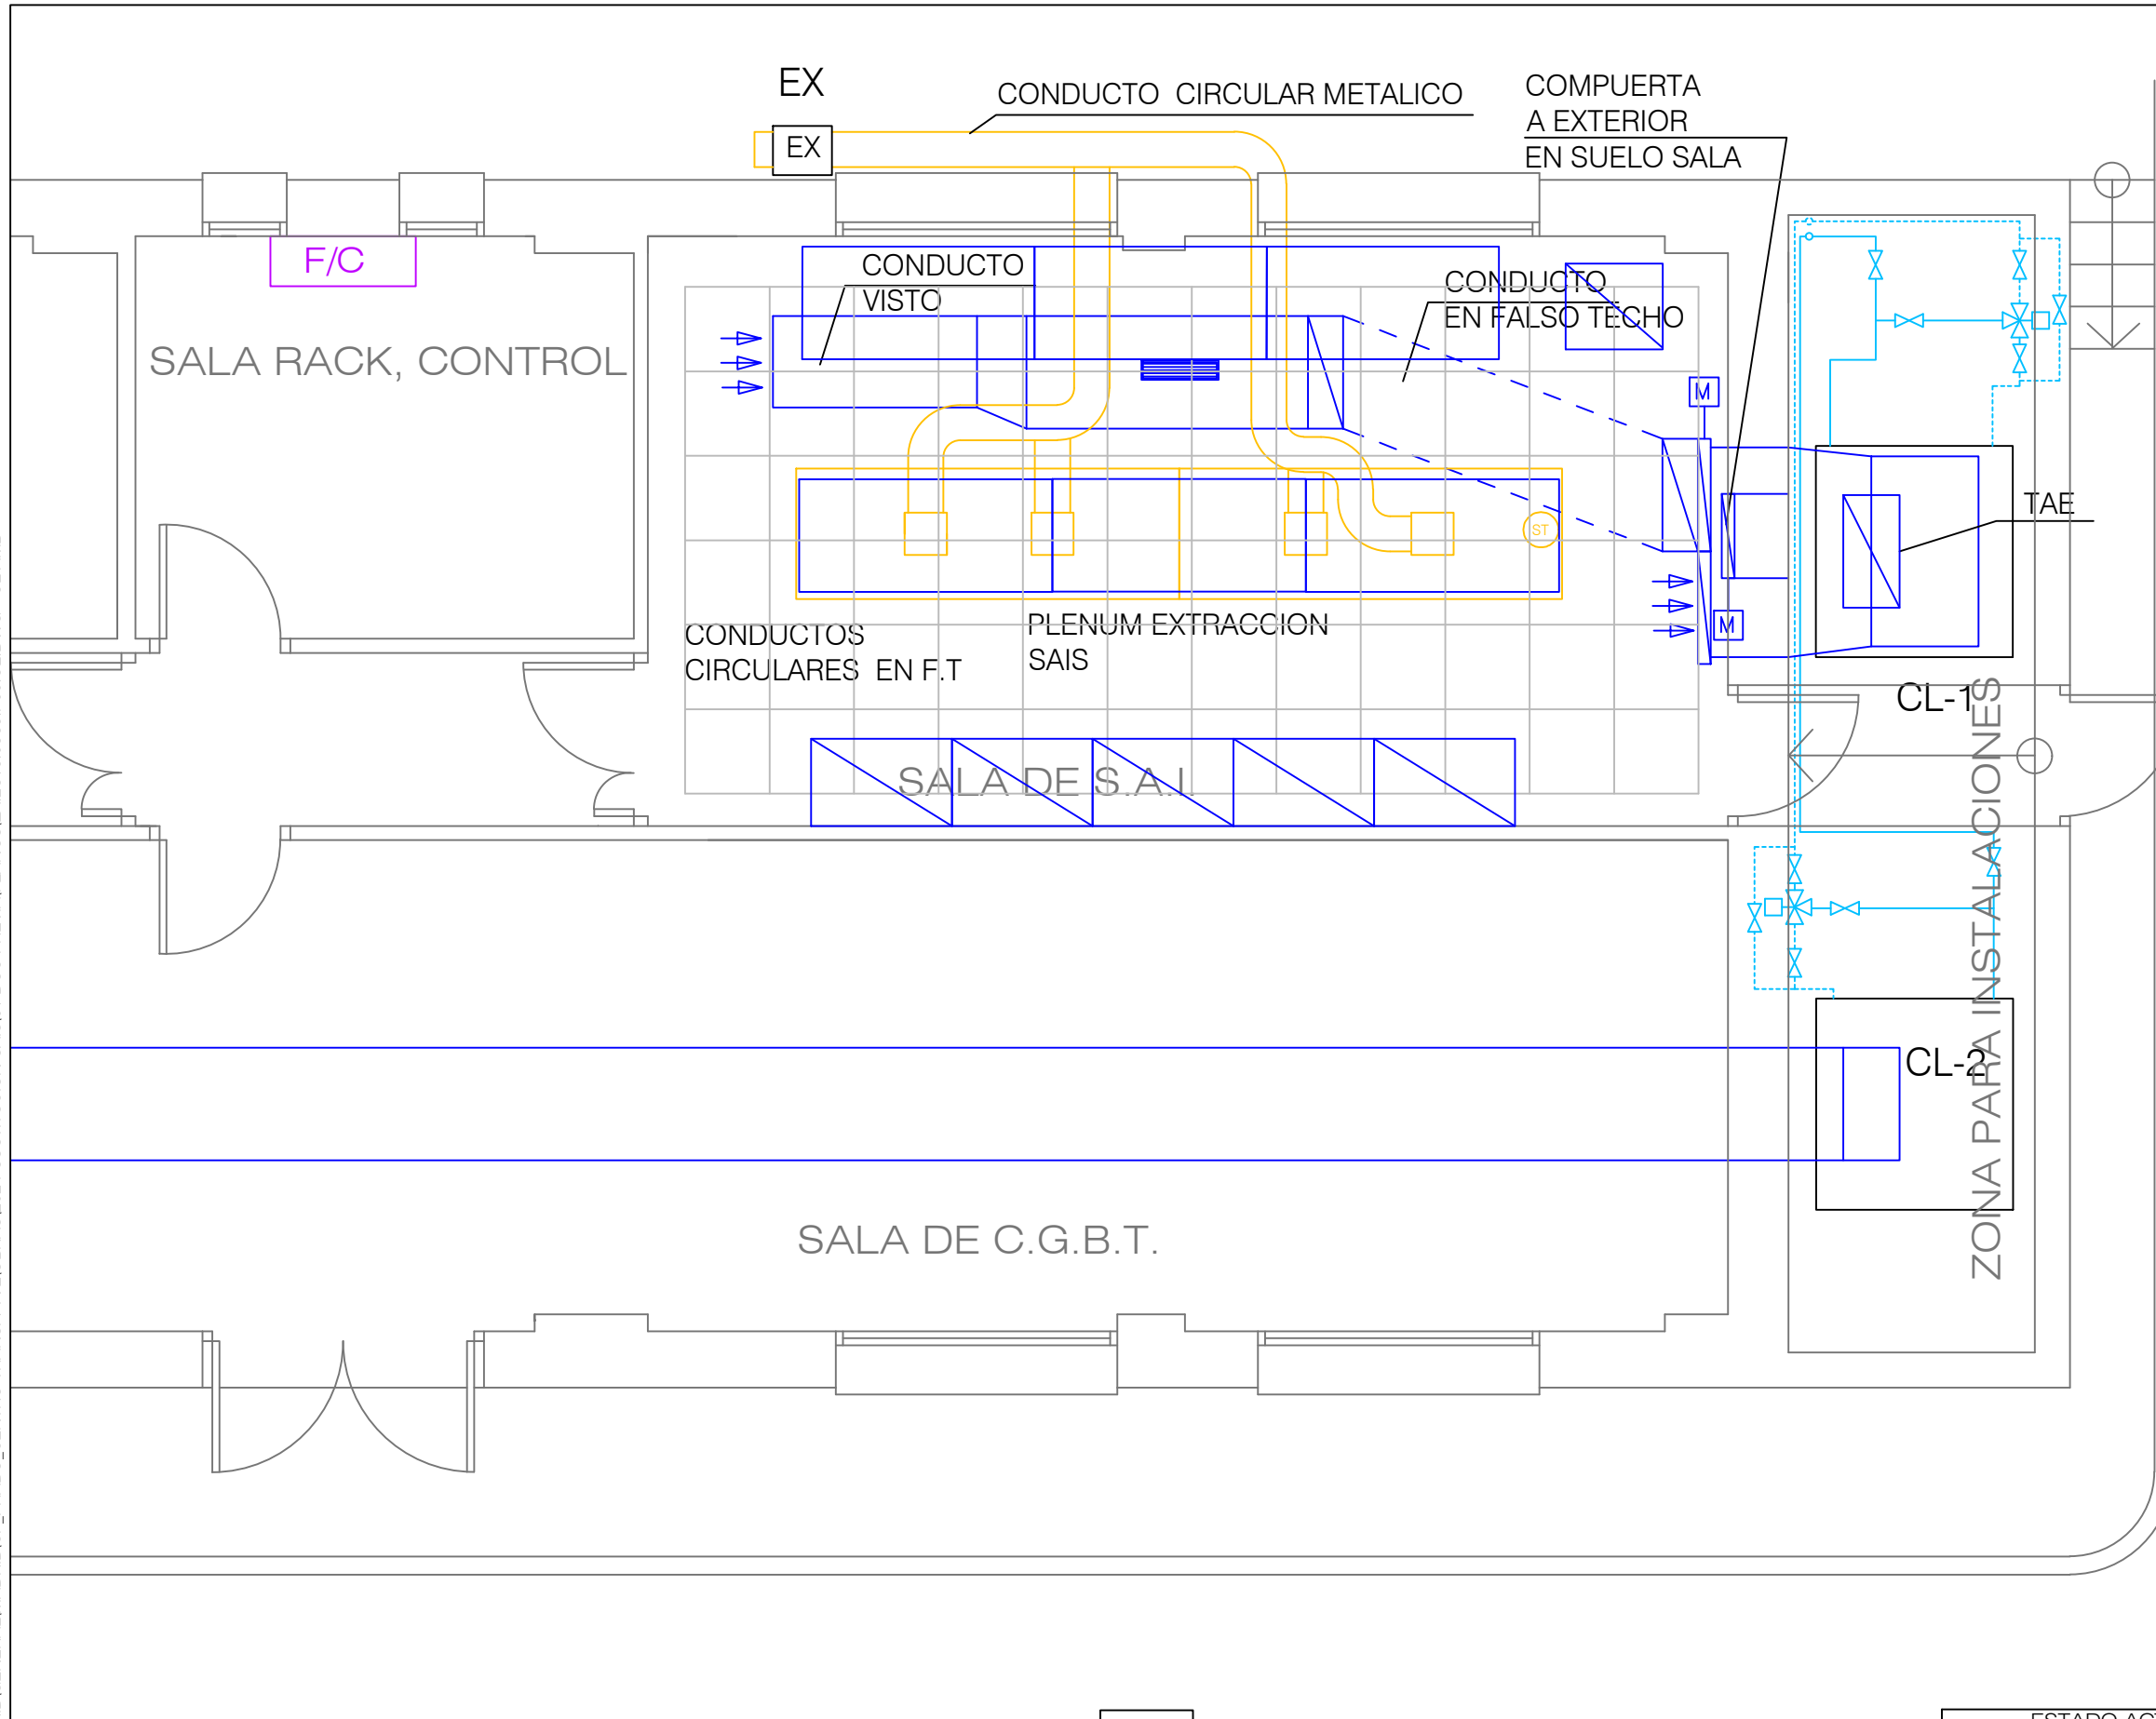 EX
CONDUCTO CIRCULAR METALICO
COMPUERTA
A EXTERIOR
EN SUELO SALA
EX
F/C
CONDUCTO
VISTO
CONDUCTO
EN FALSO TECHO
SALA RACK, CONTROL
M
TAE
ST
M
CONDUCTOS
CIRCULARES EN F.T
PLENUM EXTRACCION
SAIS
CL-1
SALA DE S.A.I.
ZONA PARA INSTALACIONES
CL-2
SALA DE C.G.B.T.